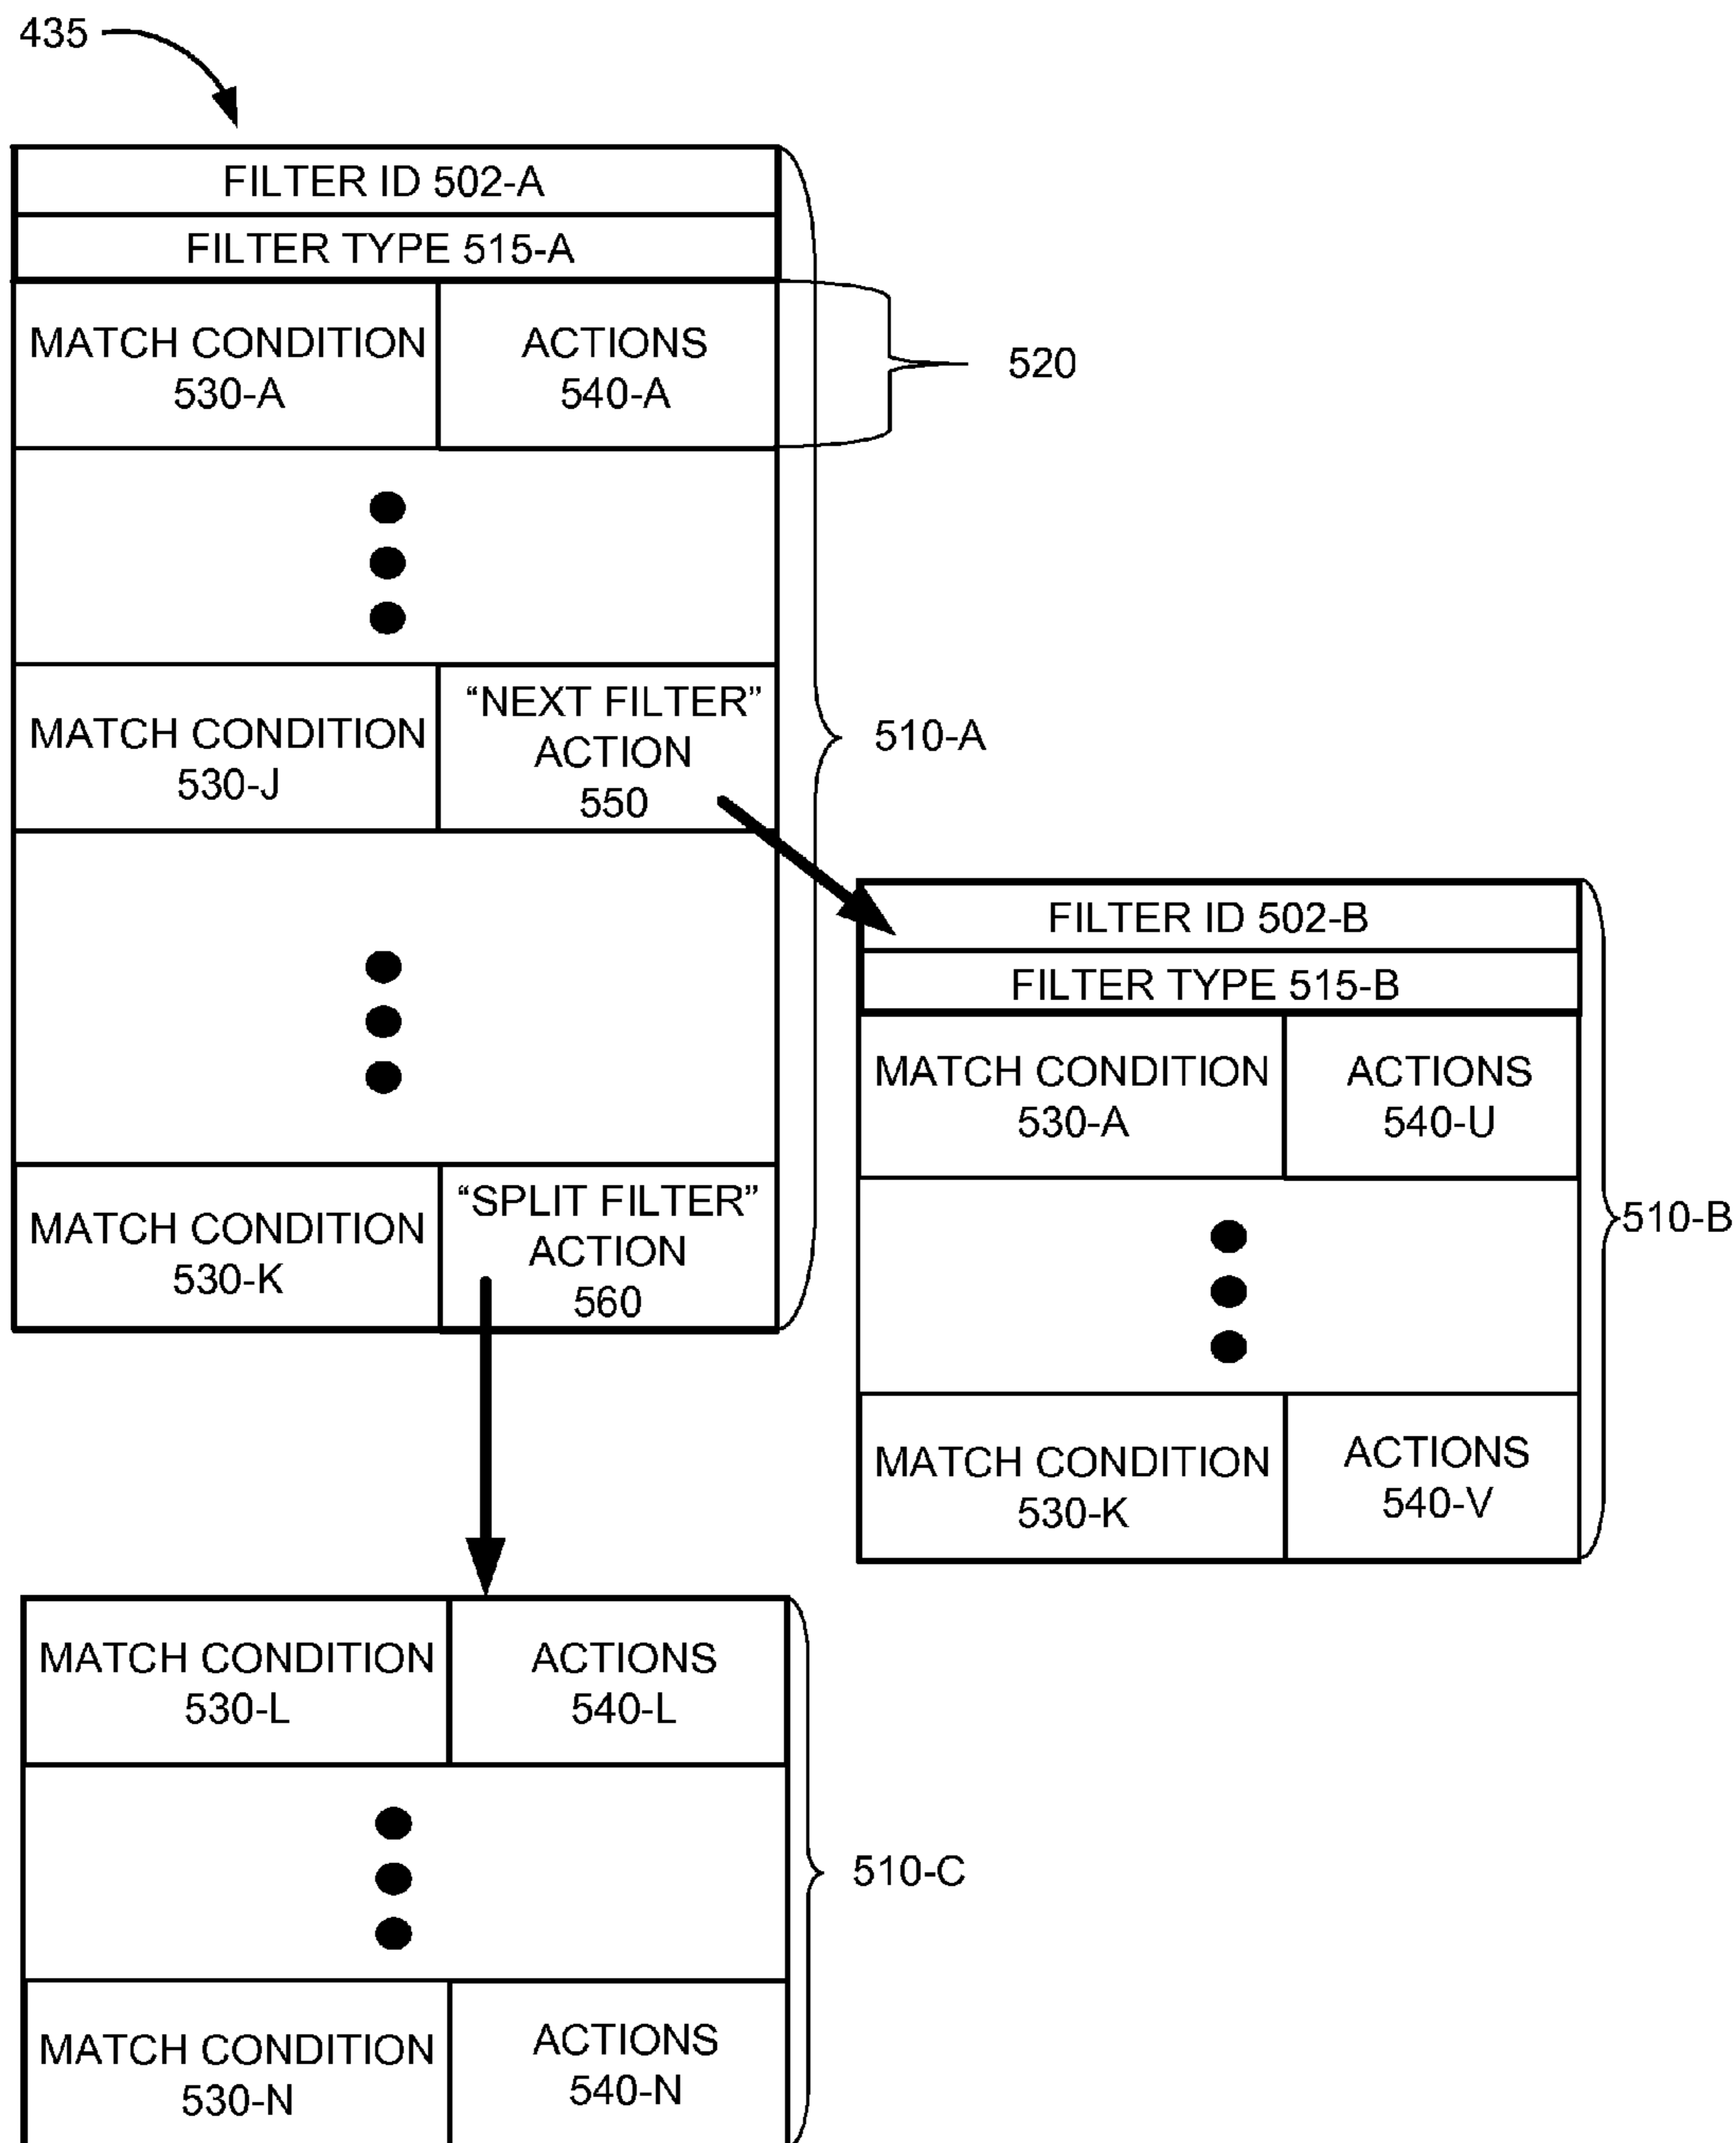 435
FILTER ID 502-A
FILTER TYPE 515-A
MATCH CONDITION
530-A
ACTIONS
540-A
520
MATCH CONDITION
530-J
“NEXT FILTER”
ACTION
550
510-A
FILTER ID 502-B
FILTER TYPE 515-B
MATCH CONDITION
530-A
ACTIONS
540-U
MATCH CONDITION
530-K
ACTIONS
540-V
510-B
MATCH CONDITION
530-K
“SPLIT FILTER”
ACTION
560
MATCH CONDITION
530-L
ACTIONS
540-L
510-C
MATCH CONDITION
530-N
ACTIONS
540-N